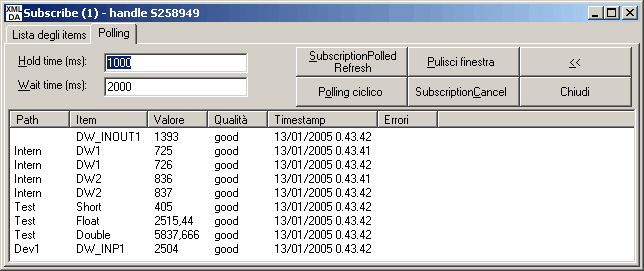 XML DA Subscribe (1) - handle S258949
Lista degli items Polling
Hold time (ms): 1000
Wait time (ms): 2000
SubscriptionPolled Refresh Pulisci finestra <<
Polling ciclico SubscriptionCancel Chiudi
Path Item Valore Qualità Timestamp Errori
DW_INOUT1 1393 good 13/01/2005 0.43.42
Intern DW1 725 good 13/01/2005 0.43.41
Intern DW1 726 good 13/01/2005 0.43.42
Intern DW2 836 good 13/01/2005 0.43.41
Intern DW2 837 good 13/01/2005 0.43.42
Test Short 405 good 13/01/2005 0.43.42
Test Float 2515,44 good 13/01/2005 0.43.42
Test Double 5837,666 good 13/01/2005 0.43.42
Dev1 DW_INP1 2504 good 13/01/2005 0.43.42